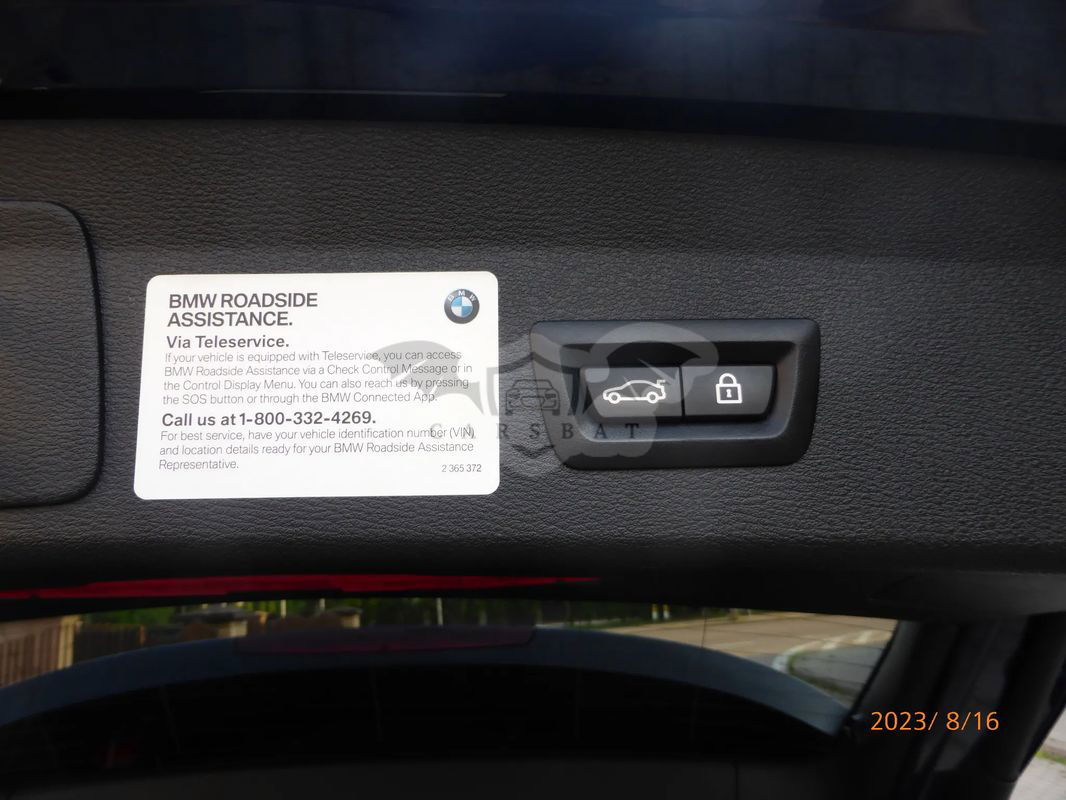 BMW ROADSIDE
ASSISTANCE.
BMW
Via Teleservice.
If your vehicle is equipped with Teleservice, you can access
BMW Roadside Assistance via a Check Control Message or in
the Control Display Menu. You can also reach us by pressing
the SOS button or through the BMW Connected App.
Call us at 1-800-332-4269.
For best service, have your vehicle identification number (VIN)
and location details ready for your BMW Roadside Assistance
Representative.
2 365 372
CARSBAT
2023/ 8/16